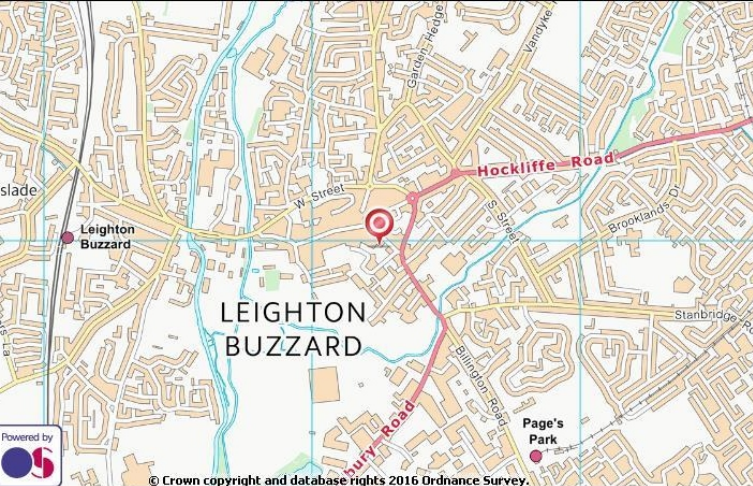 Garden Hedge
Vandyke
Hockliffe Road
slade
W. Street
S. Street
Brooklands Dr
Leighton
Buzzard
LEIGHTON
BUZZARD
Stanbridge
Billington Road
bury Road
Page's
Park
Powered by
OS
© Crown copyright and database rights 2016 Ordnance Survey.